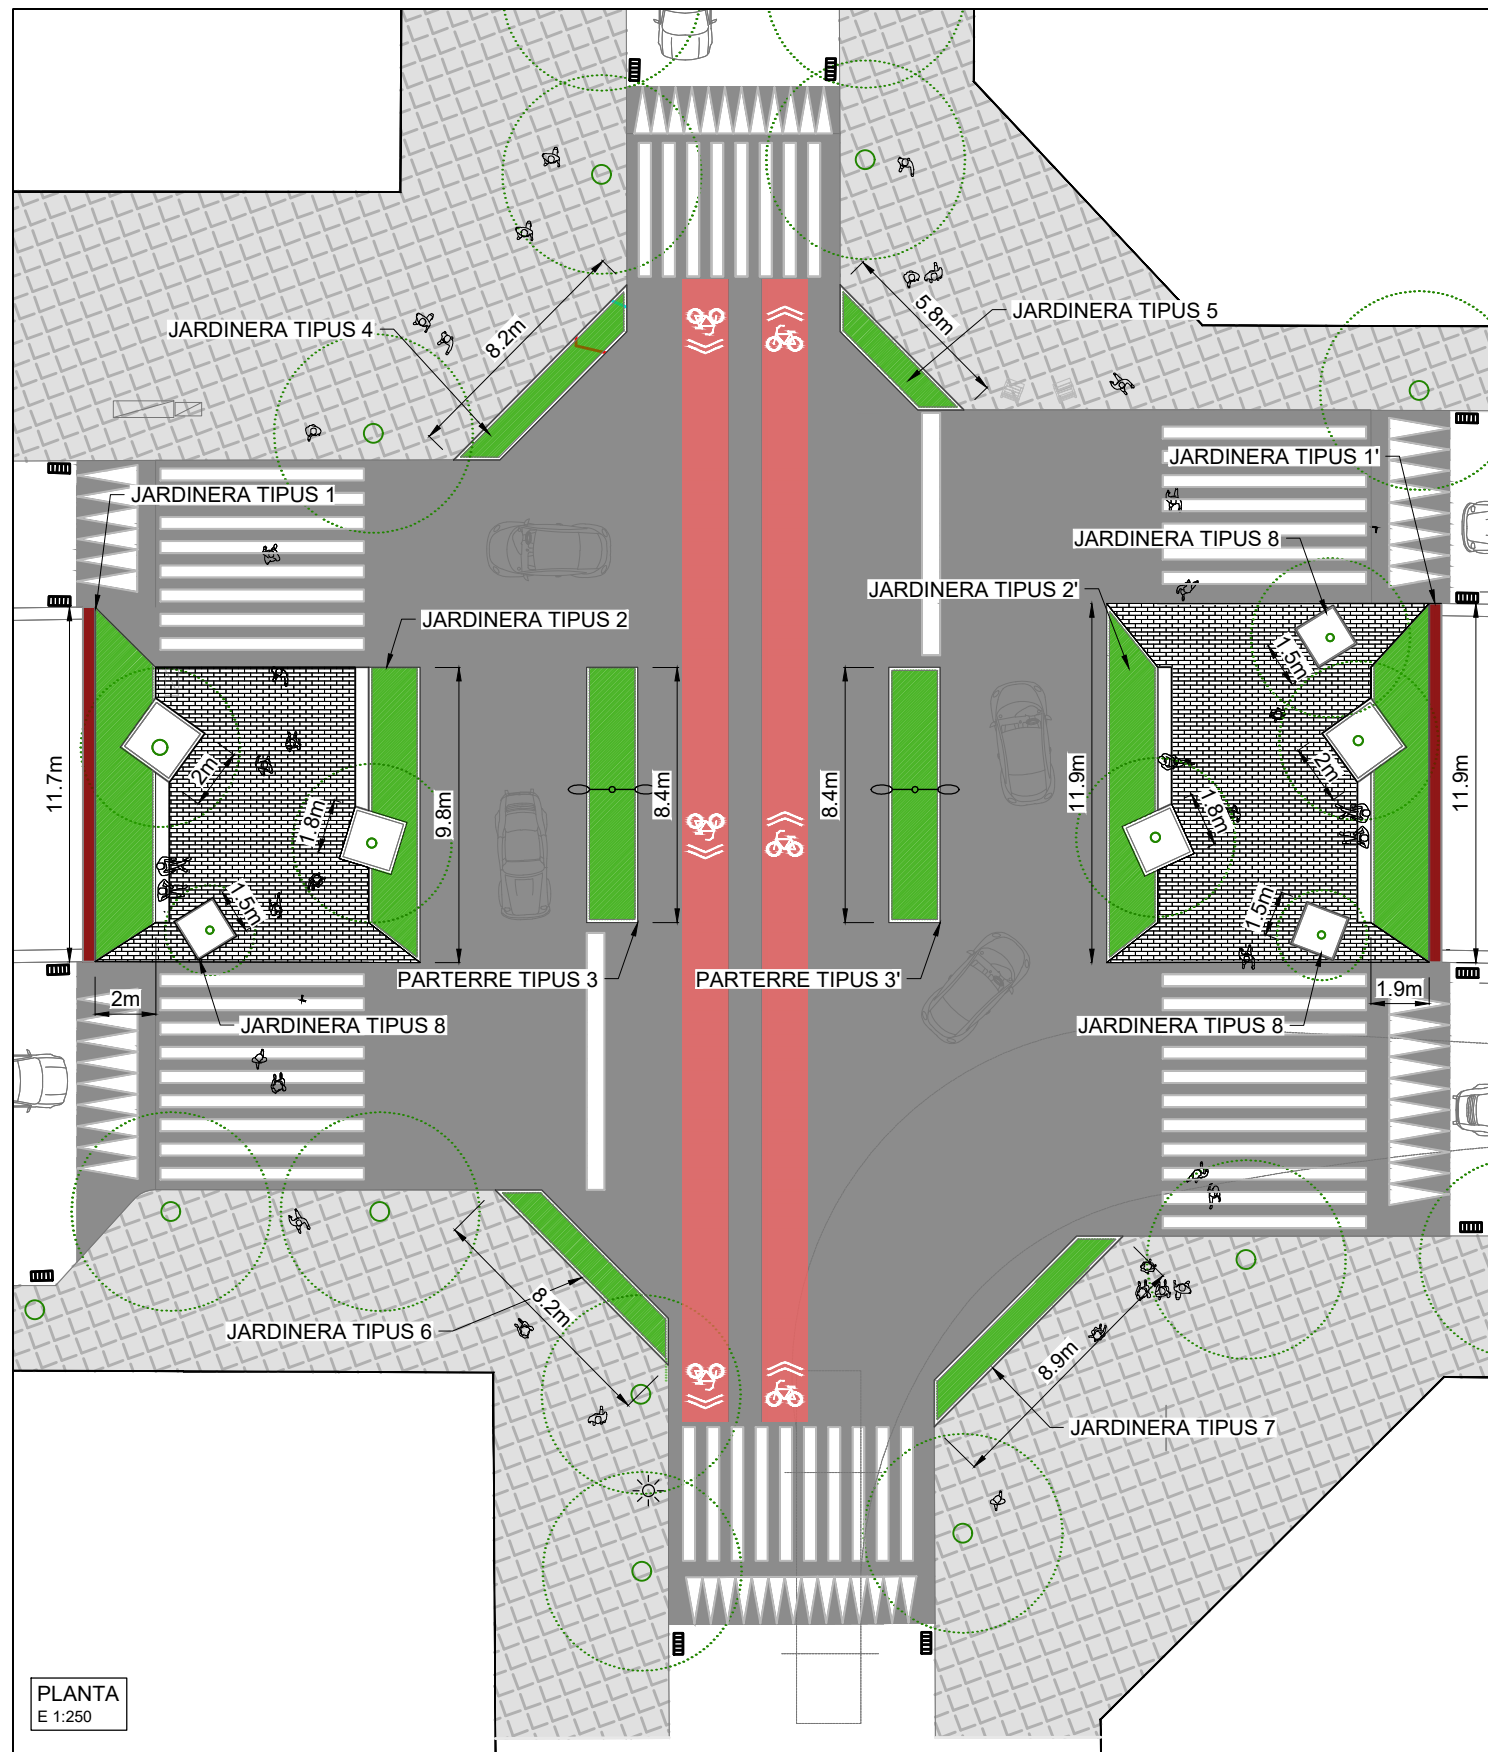 8.2m
5.8m
JARDINERA TIPUS 4
JARDINERA TIPUS 5
JARDINERA TIPUS 1
JARDINERA TIPUS 1'
JARDINERA TIPUS 8
JARDINERA TIPUS 2
JARDINERA TIPUS 2'
1.5m
11.7m
2m
1.8m
9.8m
8.4m
8.4m
11.9m
1.8m
2m
11.9m
1.5m
1.5m
PARTERRE TIPUS 3
PARTERRE TIPUS 3'
2m
1.9m
JARDINERA TIPUS 8
JARDINERA TIPUS 8
8.2m
JARDINERA TIPUS 6
8.9m
JARDINERA TIPUS 7
PLANTA
E 1:250